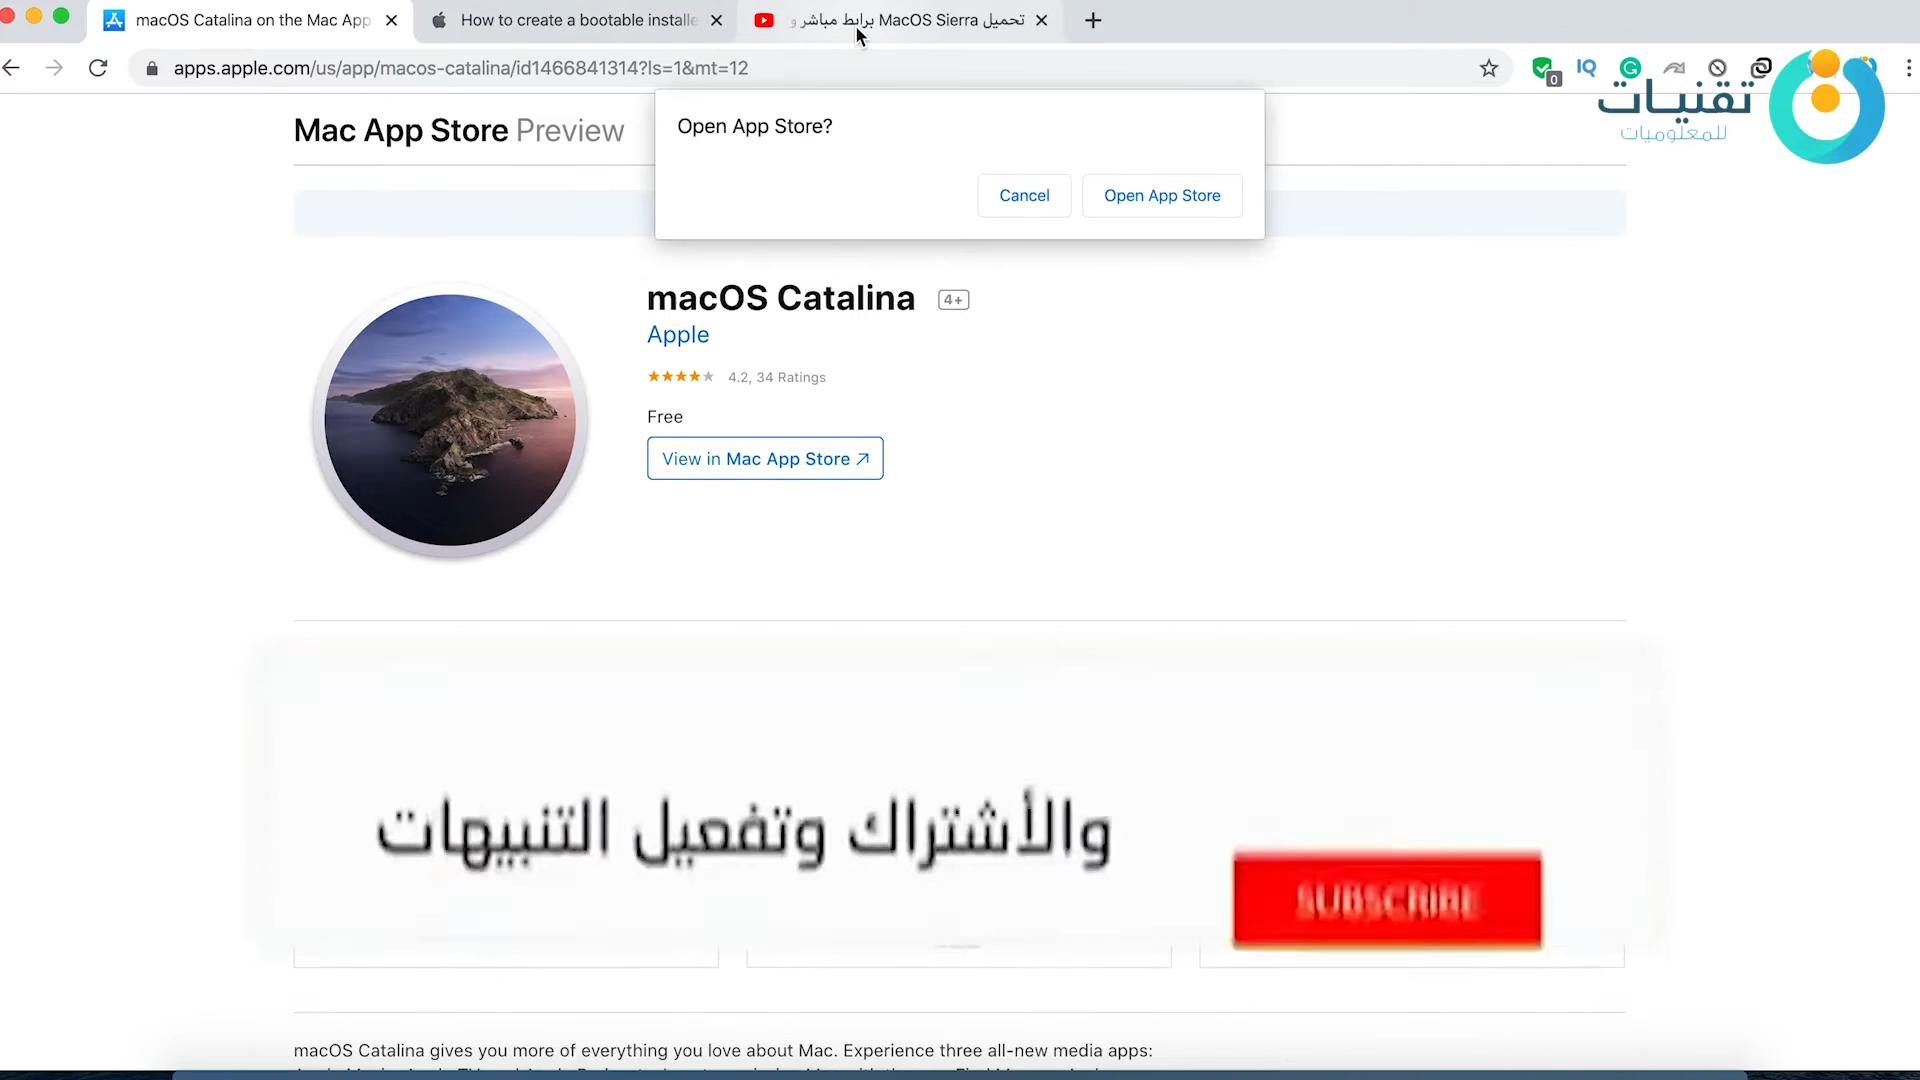 macOS Catalina on the Mac App
How to create a bootable installe
تحميل MacOS Sierra برابط مباشر و
apps.apple.com/us/app/macos-catalina/id1466841314?ls=1&mt=12
0
IQ
تقنيات
للمعلوميات
Mac App Store Preview
Open App Store?
Cancel
Open App Store
macOS Catalina 4+
Apple
4.2, 34 Ratings
Free
View in Mac App Store
والأشتراك وتفعيل التنبيهات
SUBSCRIBE
macOS Catalina gives you more of everything you love about Mac. Experience three all-new media apps: